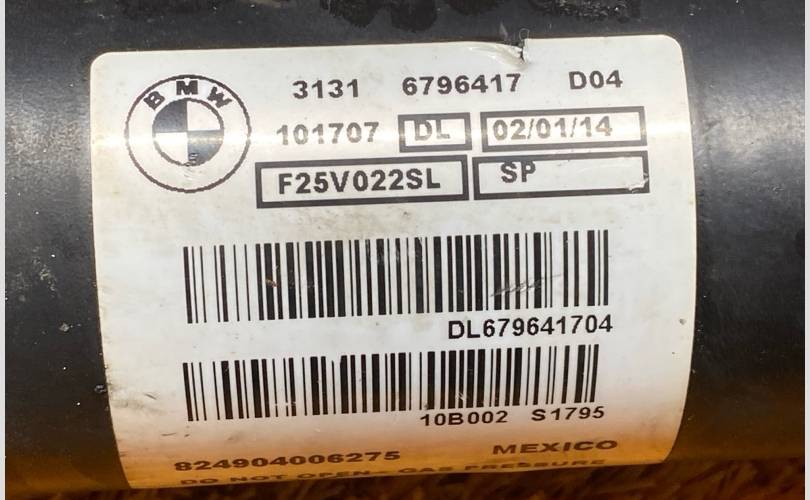 BMW
3131 6796417 D04
101707 DL 02/01/14
F25V022SL SP
DL679641704
10B002 S1795
824904006275 MEXICO
DO NOT OPEN- GAS PRESSURE